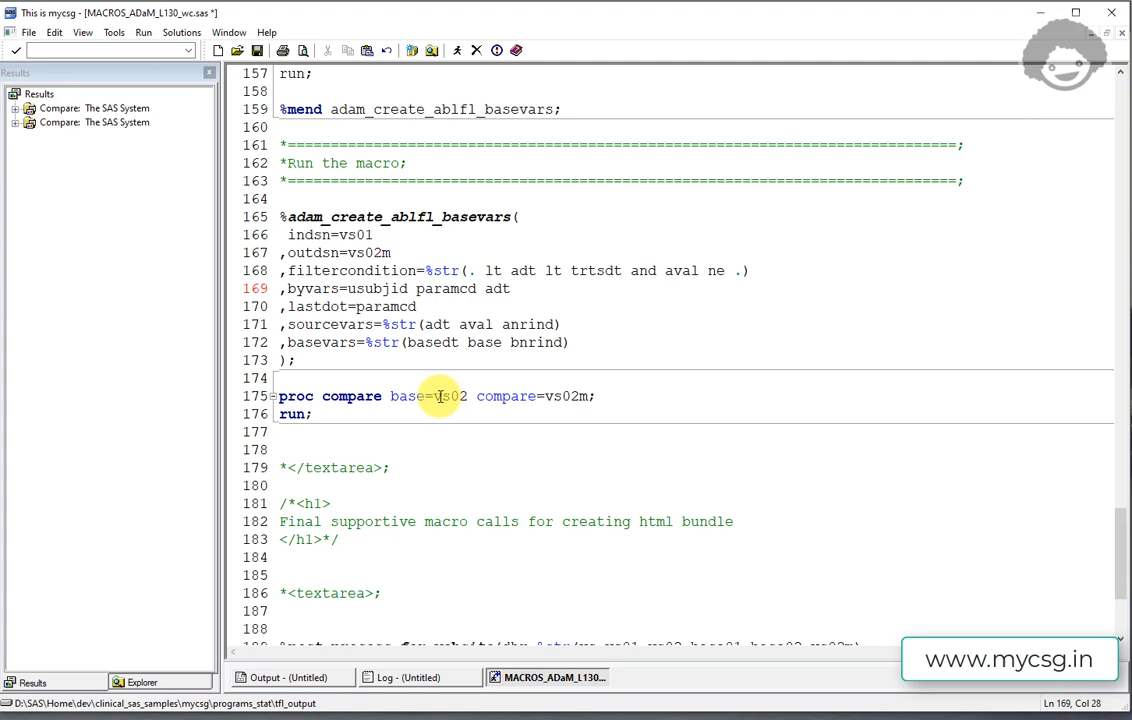 This is mycsg - [MACROS_ADaM_L130_wc.sas *]
File Edit View Tools Run Solutions Window Help
Results
Results
Compare: The SAS System
Compare: The SAS System
157 run;
158
159 %mend adam_create_ablfl_basevars;
160
161 *==============================================================================;
162 *Run the macro;
163 *==============================================================================;
164
165 %adam_create_ablfl_basevars(
166 indsn=vs01
167 ,outdsn=vs02m
168 ,filtercondition=%str(. lt adt lt trtsdt and aval ne .)
169 ,byvars=usubjid paramcd adt
170 ,lastdot=paramcd
171 ,sourcevars=%str(adt aval anrind)
172 ,basevars=%str(basedt base bnrind)
173 );
174
175 proc compare base=vs02 compare=vs02m;
176 run;
177
178
179 *</textarea>;
180
181 /*<h1>
182 Final supportive macro calls for creating html bundle
183 </h1>*/
184
185
186 *<textarea>;
187
188
www.mycsg.in
Results Explorer Output - (Untitled) Log - (Untitled) MACROS_ADaM_L130...
D:\SAS\Home\dev\clinical_sas_samples\mycsg\programs_stat\tfl_output Ln 169, Col 28